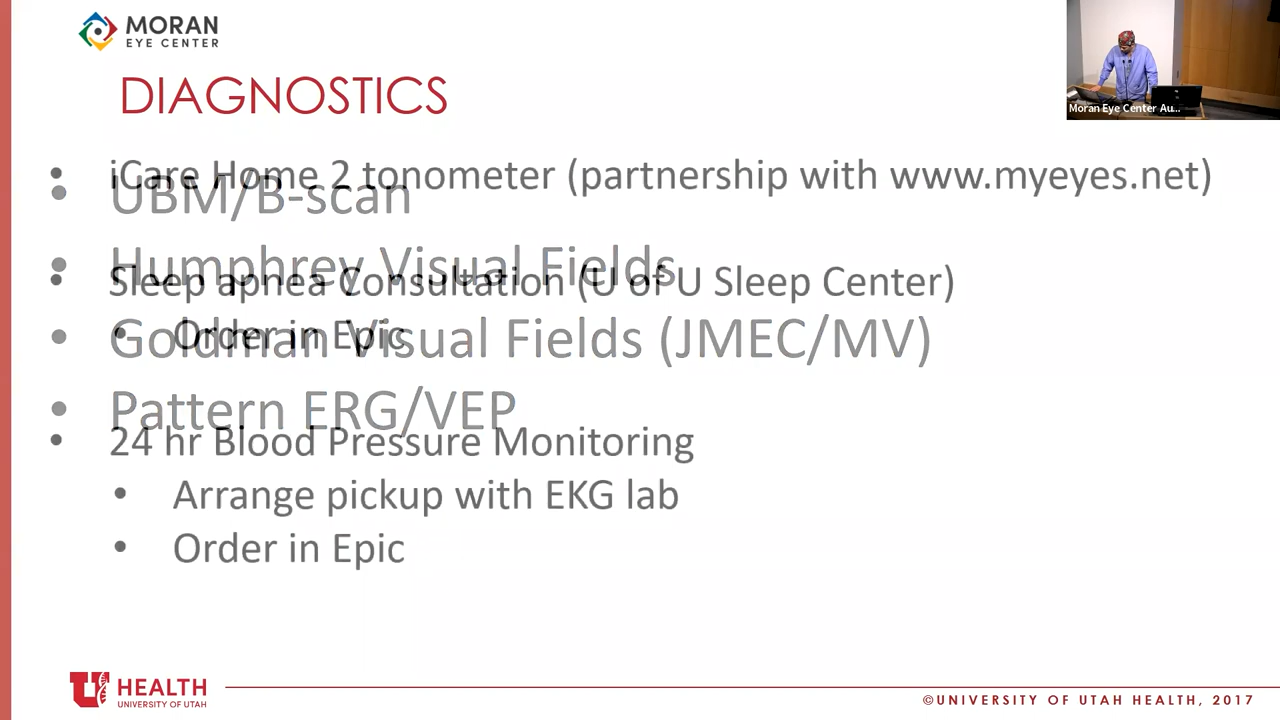 MORAN
EYE CENTER
DIAGNOSTICS
Moran Eye Center Au...
• iCare Home 2 tonometer (partnership with www.myeyes.net)
• UBM/B-scan
• Humphrey Visual Fields
• Sleep apnea Consultation (U of U Sleep Center)
• Order in Epic
• Goldman Visual Fields (JMEC/MV)
• Pattern ERG/VEP
• 24 hr Blood Pressure Monitoring
• Arrange pickup with EKG lab
• Order in Epic
U HEALTH
UNIVERSITY OF UTAH
©UNIVERSITY OF UTAH HEALTH, 2017